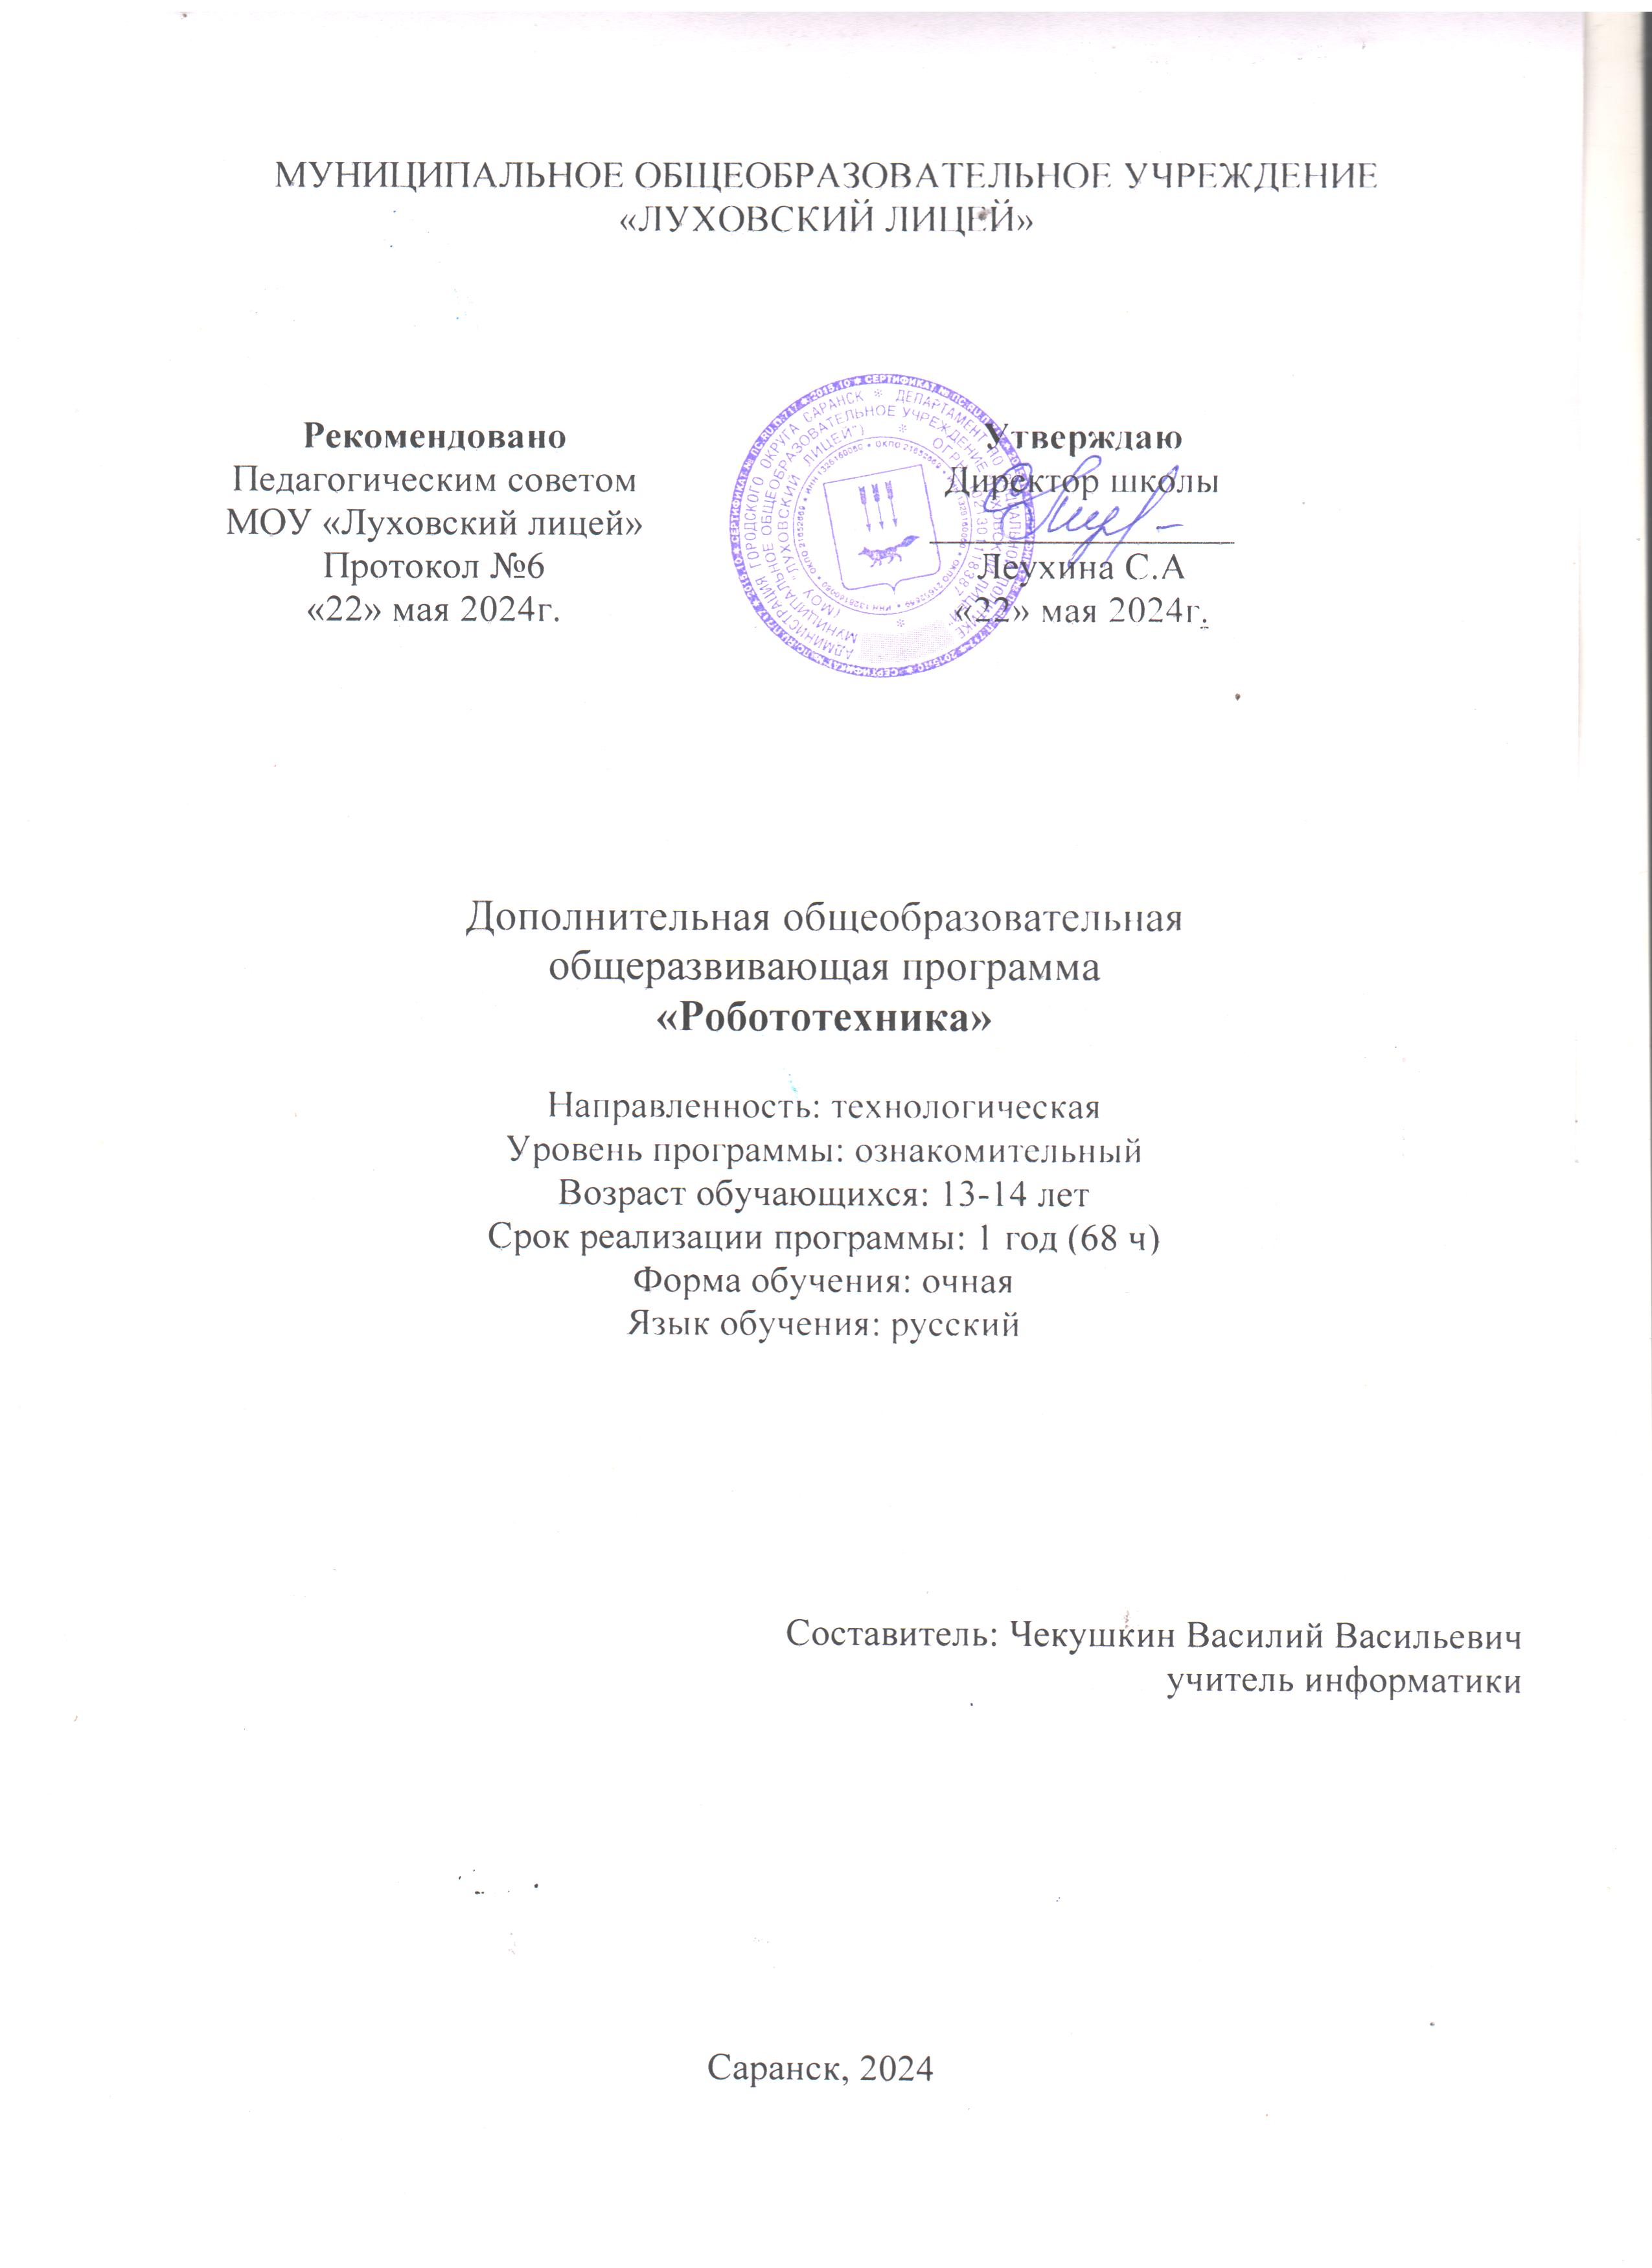 МУНИЦИПАЛЬНОЕ ОБЩЕОБРАЗОВАТЕЛЬНОЕ УЧРЕЖДЕНИЕ
«ЛУХОВСКИЙ ЛИЦЕЙ»
Рекомендовано
Педагогическим советом
МОУ «Луховский лицей»
Протокол №6
«22» мая 2024г.
Утверждаю
Директор школы
Леухина С.А
«22» мая 2024г.
Дополнительная общеобразовательная
общеразвивающая программа
«Робототехника»
Направленность: технологическая
Уровень программы: ознакомительный
Возраст обучающихся: 13-14 лет
Срок реализации программы: 1 год (68 ч)
Форма обучения: очная
Язык обучения: русский
Составитель: Чекушкин Василий Васильевич
учитель информатики
Саранск, 2024